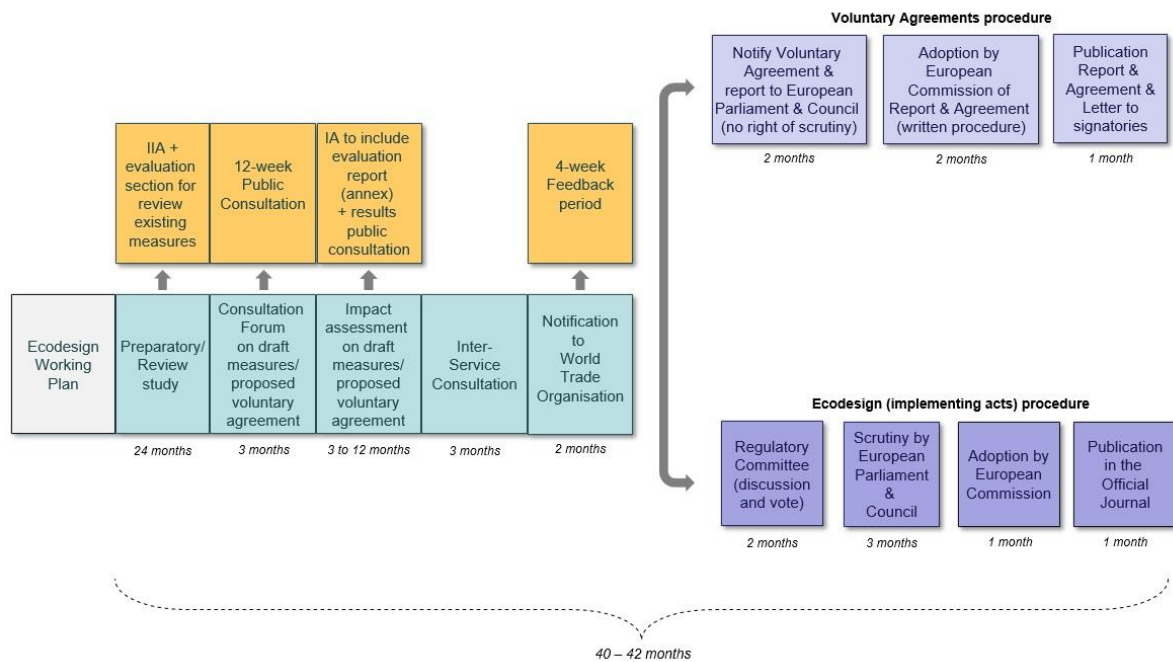 Voluntary Agreements procedure
Notify Voluntary
Agreement &
report to European
Parliament & Council
(no right of scrutiny)
2 months
Adoption by
European
Commission of
Report & Agreement
(written procedure)
2 months
Publication
Report &
Agreement &
Letter to
signatories
1 month
IIA +
evaluation
section for
review
existing
measures
12-week
Public
Consultation
IA to include
evaluation
report
(annex)
+ results
public
consultation
4-week
Feedback
period
Ecodesign
Working
Plan
Preparatory/
Review
study
24 months
Consultation
Forum
on draft
measures/
proposed
voluntary
agreement
3 months
Impact
assessment
on draft
measures/
proposed
voluntary
agreement
3 to 12 months
Inter-
Service
Consultation
3 months
Notification
to
World
Trade
Organisation
2 months
Ecodesign (implementing acts) procedure
Regulatory
Committee
(discussion
and vote)
2 months
Scrutiny by
European
Parliament
&
Council
3 months
Adoption by
European
Commission
1 month
Publication
in the
Official
Journal
1 month
40 – 42 months